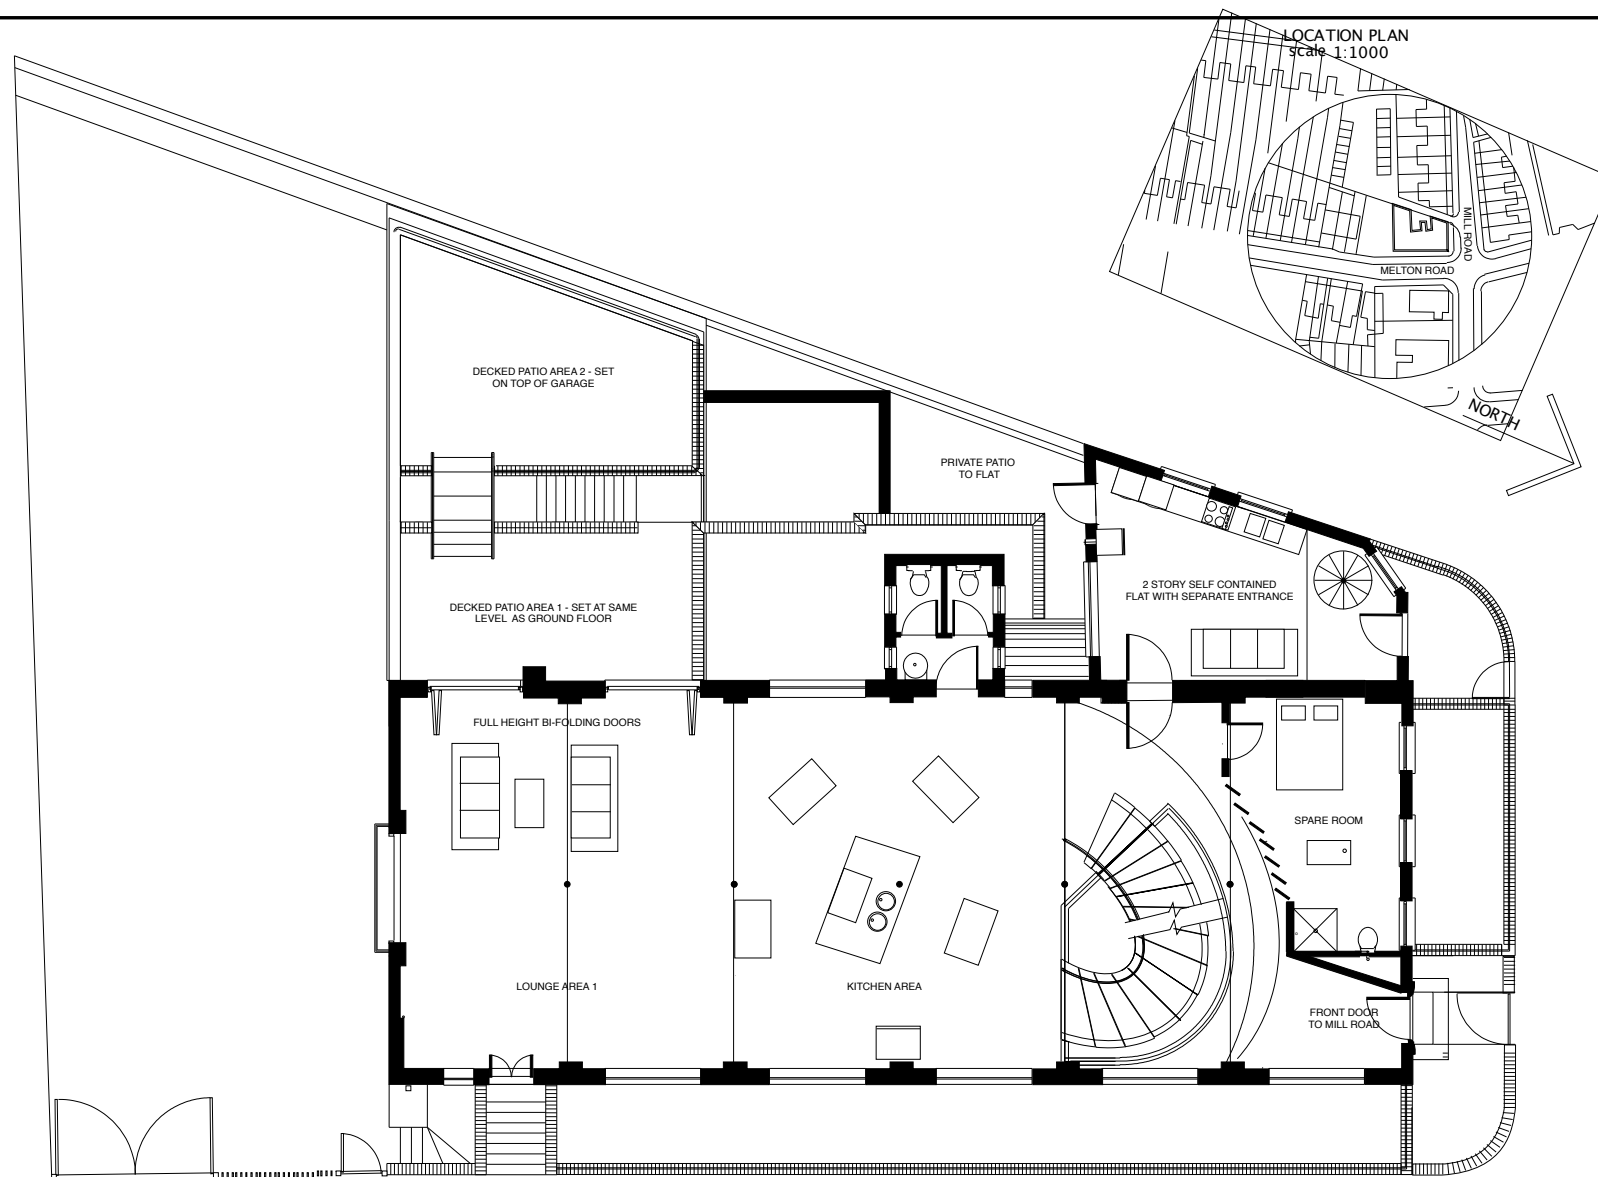 LOCATION PLAN
scale 1:1000
MILL ROAD
MELTON ROAD
NORTH
DECKED PATIO AREA 2 - SET
ON TOP OF GARAGE
PRIVATE PATIO
TO FLAT
2 STORY SELF CONTAINED
FLAT WITH SEPARATE ENTRANCE
DECKED PATIO AREA 1 - SET AT SAME
LEVEL AS GROUND FLOOR
FULL HEIGHT BI-FOLDING DOORS
SPARE ROOM
LOUNGE AREA 1
KITCHEN AREA
FRONT DOOR
TO MILL ROAD